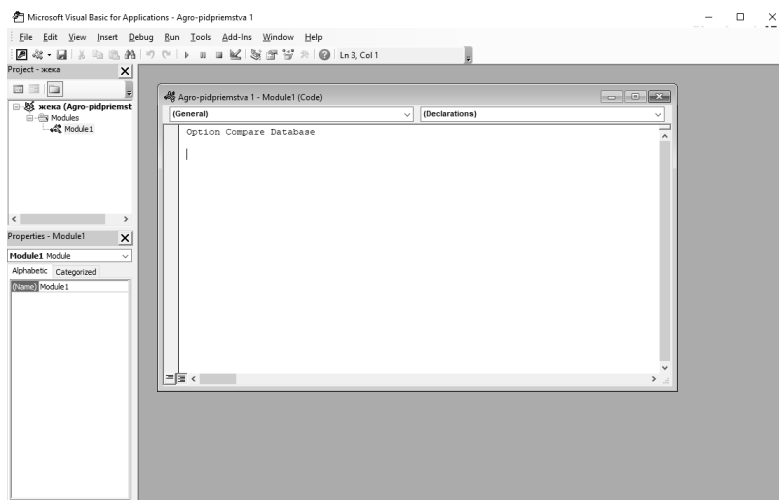 Microsoft Visual Basic for Applications - Agro-pidpriemstva 1
File Edit View Insert Debug Run Tools Add-Ins Window Help
Ln 3, Col 1
Project - жека
жека (Agro-pidpriemst
Modules
Module1
Properties - Module1
Module1 Module
Alphabetic Categorized
(Name) Module1
Agro-pidpriemstva 1 - Module1 (Code)
(General) (Declarations)
Option Compare Database